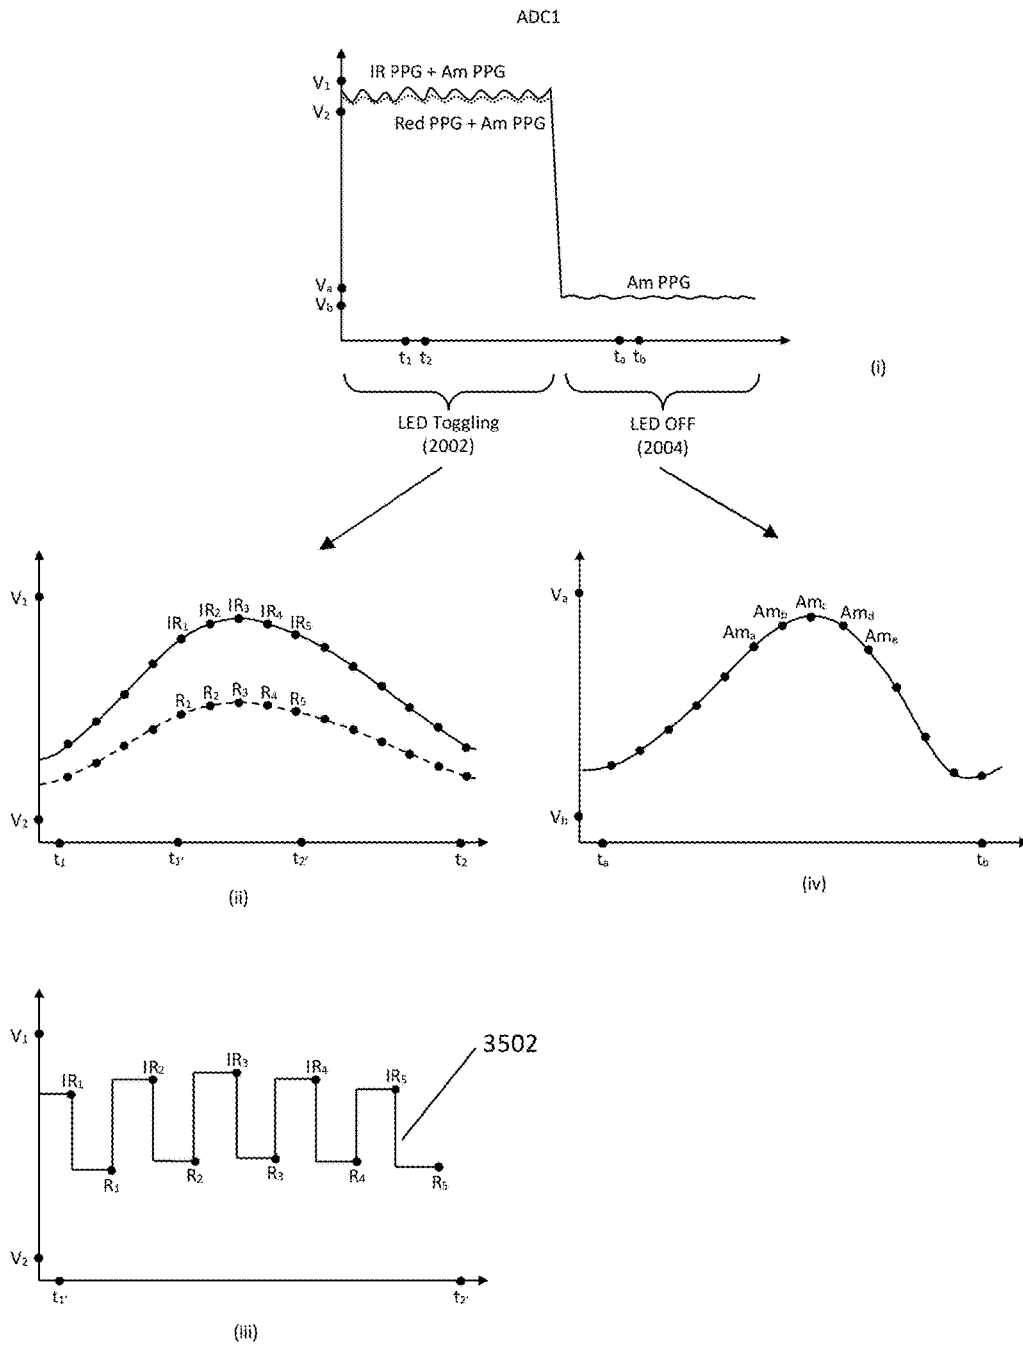 ADC1
V₁
IR PPG + Am PPG
V₂
Red PPG + Am PPG
Vₐ
Am PPG
V_b
t₁ t₂ tₐ t_b
(i)
LED Toggling
(2002)
LED OFF
(2004)
V₁
IR₁ IR₂ IR₃ IR₄ IR₅
R₁ R₂ R₃ R₄ R₅
V₂
t₁ t₁' t₂' t₂
(ii)
Vₐ
Amₐ Am_b Am_c Am_d Amₑ
V_b
tₐ t_b
(iv)
V₁
3502
IR₁ IR₂ IR₃ IR₄ IR₅
R₁ R₂ R₃ R₄ R₅
V₂
t₁' t₂'
(iii)